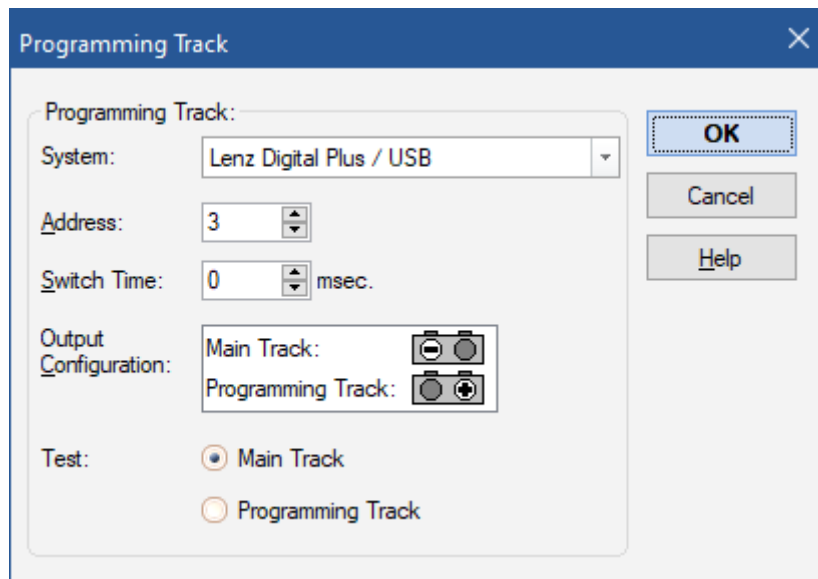 Programming Track
Programming Track:
System: Lenz Digital Plus / USB
OK
Address: 3
Cancel
Switch Time: 0 msec.
Help
Output
Configuration:
Main Track:
Programming Track:
Test: Main Track
Programming Track